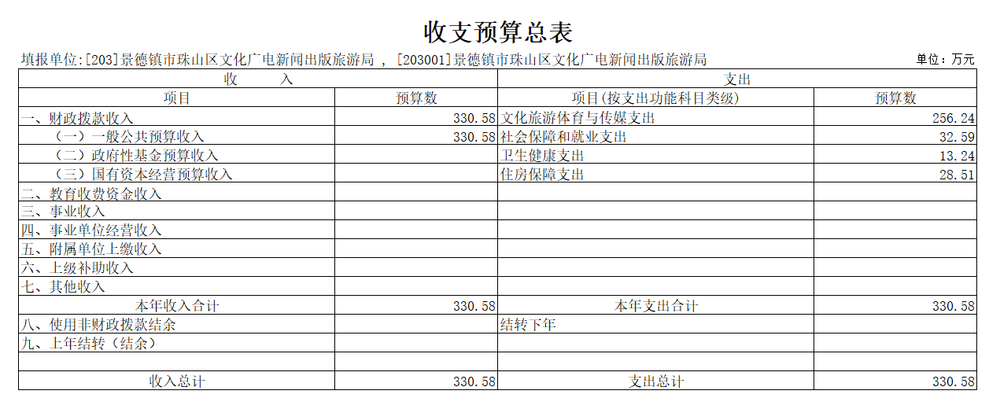 收支预算总表
填报单位:[203]景德镇市珠山区文化广电新闻出版旅游局 , [203001]景德镇市珠山区文化广电新闻出版旅游局 单位：万元
收 入 支出
项目 预算数 项目(按支出功能科目类级) 预算数
一、财政拨款收入 330.58 文化旅游体育与传媒支出 256.24
（一）一般公共预算收入 330.58 社会保障和就业支出 32.59
（二）政府性基金预算收入 卫生健康支出 13.24
（三）国有资本经营预算收入 住房保障支出 28.51
二、教育收费资金收入
三、事业收入
四、事业单位经营收入
五、附属单位上缴收入
六、上级补助收入
七、其他收入
本年收入合计 330.58 本年支出合计 330.58
八、使用非财政拨款结余 结转下年
九、上年结转（结余）
收入总计 330.58 支出总计 330.58